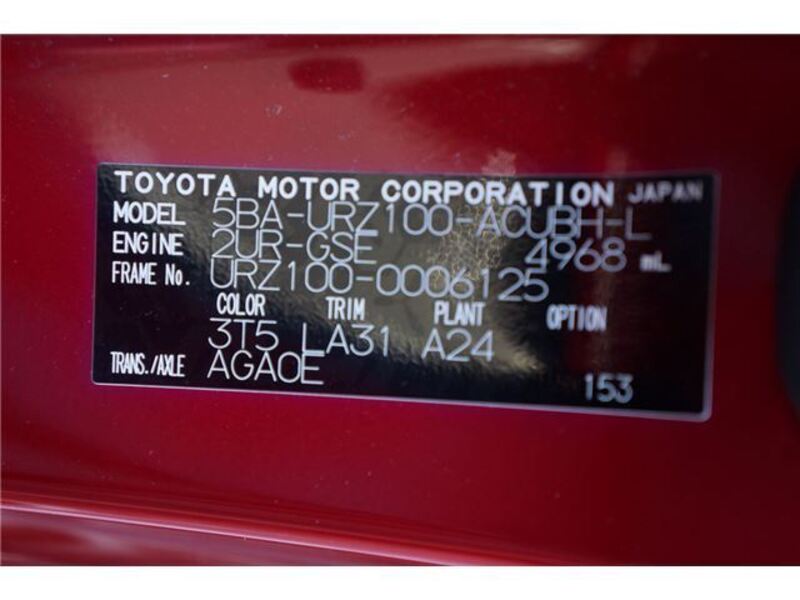 TOYOTA MOTOR CORPORATION JAPAN
MODEL 5BA-URZ100-ACUBH-L
ENGINE 2UR-GSE 4968 mL
FRAME No. URZ100-0006125
COLOR TRIM PLANT OPTION
3T5 LA31 A24
TRANS./AXLE AGA0E
153